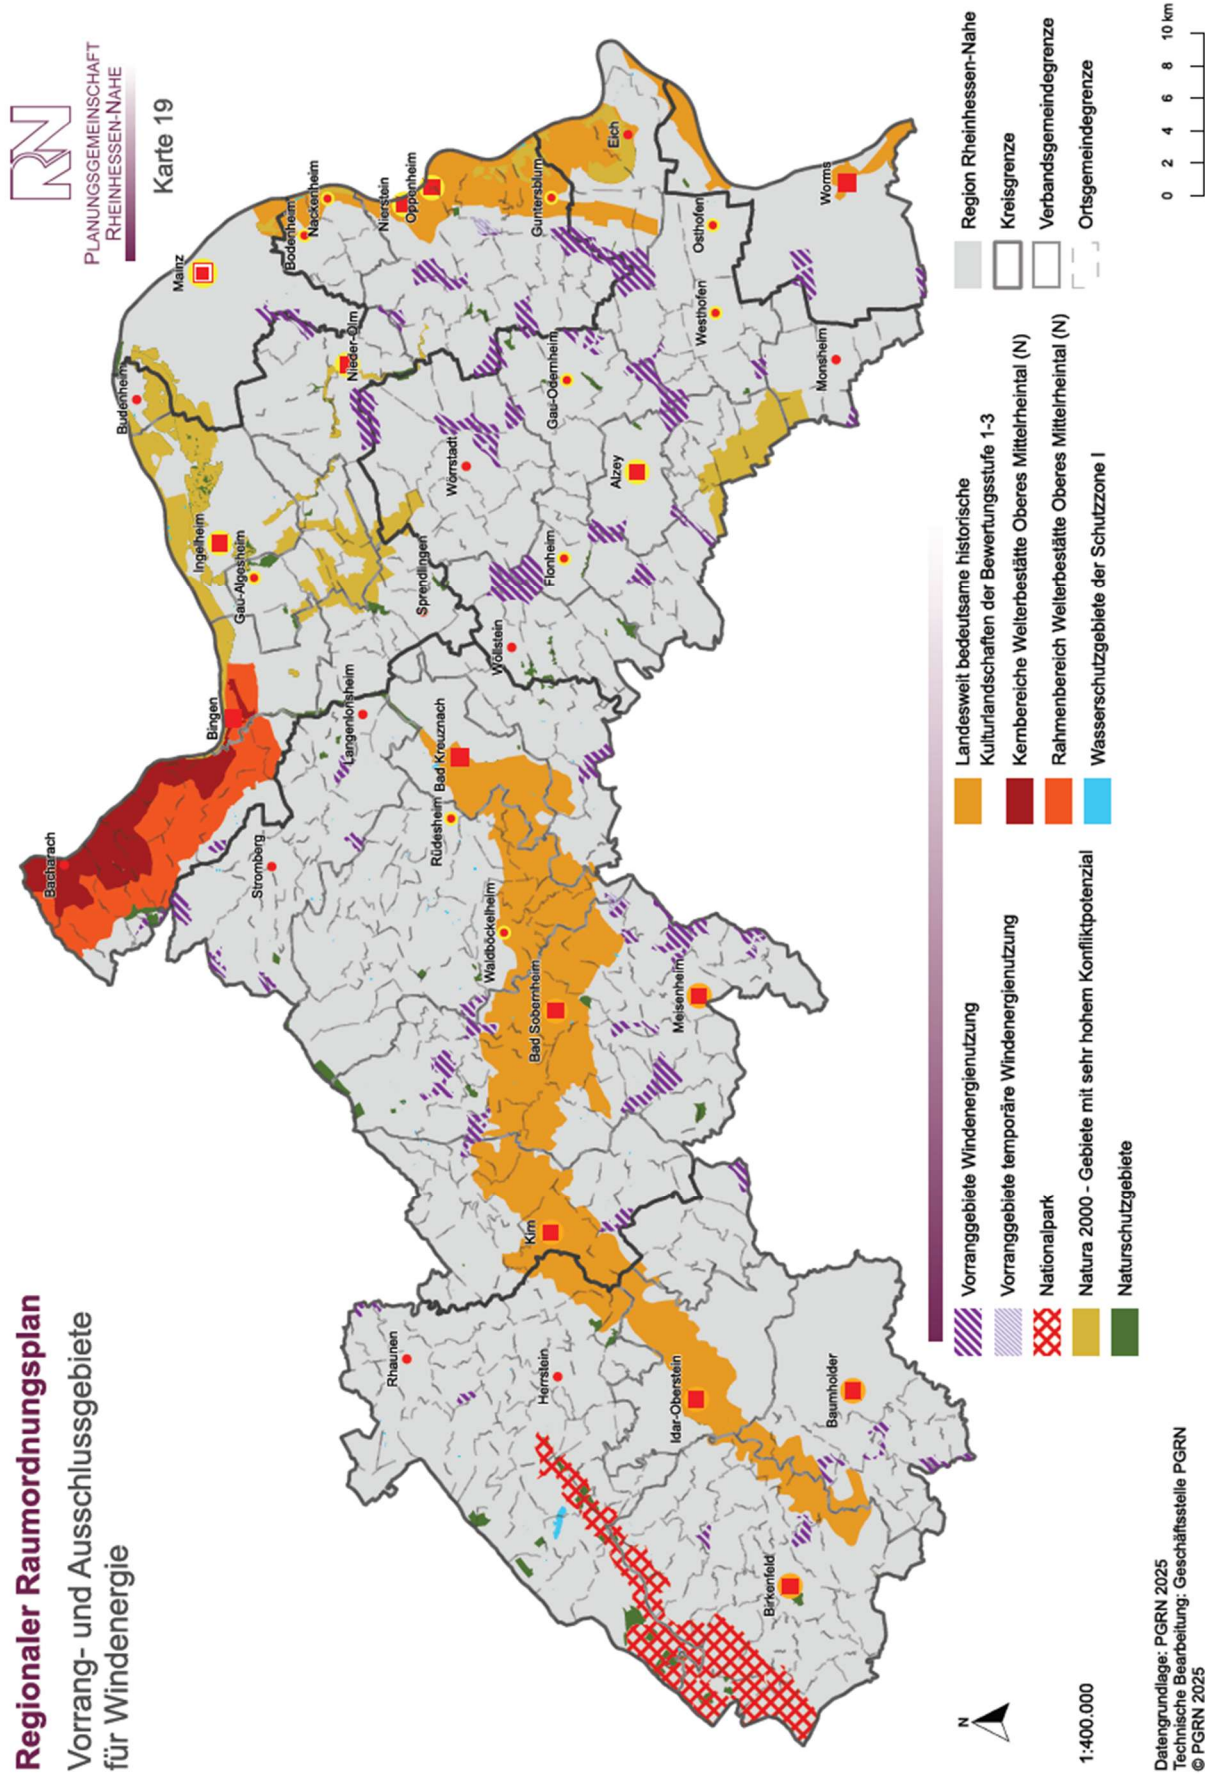 Regionaler Raumordnungsplan
Vorrang- und Ausschlussgebiete
für Windenergie
RN
PLANUNGSGEMEINSCHAFT
RHEINHESSEN-NAHE
Karte 19
Bacharach
Bingen
Stromberg
Langenlonsheim
Budenheim
Mainz
Ingelheim
Gau-Algesheim
Nieder-Olm
Bodenheim
Nackenheim
Nierstein
Oppenheim
Guntersblum
Eich
Wörrstadt
Sprendlingen
Gau-Odernheim
Alzey
Flonheim
Wöllstein
Osthofen
Westhofen
Monsheim
Worms
Bad Kreuznach
Rüdesheim
Waldböckelheim
Bad Sobernheim
Meisenheim
Kirn
Rhaunen
Herrstein
Idar-Oberstein
Baumholder
Birkenfeld
N
1:400.000
Vorranggebiete Windenergienutzung
Vorranggebiete temporäre Windenergienutzung
Nationalpark
Natura 2000 - Gebiete mit sehr hohem Konfliktpotenzial
Naturschutzgebiete
Landesweit bedeutsame historische
Kulturlandschaften der Bewertungsstufe 1-3
Kernbereiche Welterbestätte Oberes Mittelrheintal (N)
Rahmenbereich Welterbestätte Oberes Mittelrheintal (N)
Wasserschutzgebiete der Schutzzone I
Region Rheinhessen-Nahe
Kreisgrenze
Verbandsgemeindegrenze
Ortsgemeindegrenze
0 2 4 6 8 10 km
Datengrundlage: PGRN 2025
Technische Bearbeitung: Geschäftsstelle PGRN
© PGRN 2025